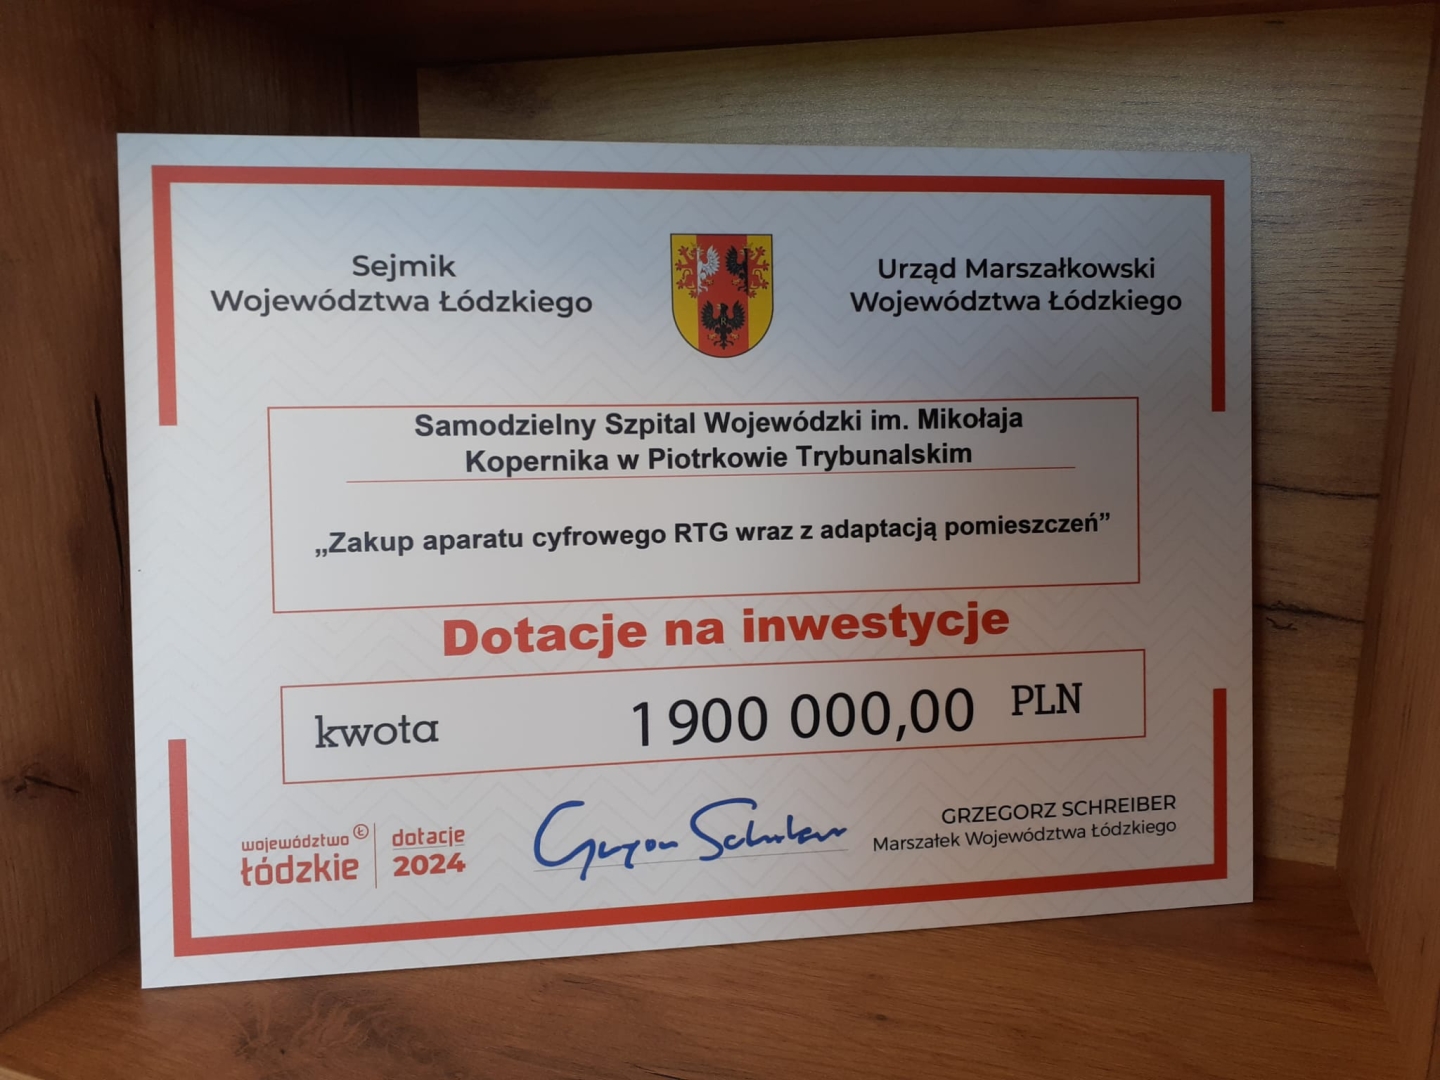 Sejmik
Województwa Łódzkiego
Urząd Marszałkowski
Województwa Łódzkiego
Samodzielny Szpital Wojewódzki im. Mikołaja
Kopernika w Piotrkowie Trybunalskim
„Zakup aparatu cyfrowego RTG wraz z adaptacją pomieszczeń”
Dotacje na inwestycje
kwota 1 900 000,00 PLN
województwo Ł
łódzkie
dotacje
2024
Grzegorz Schreiber
GRZEGORZ SCHREIBER
Marszałek Województwa Łódzkiego